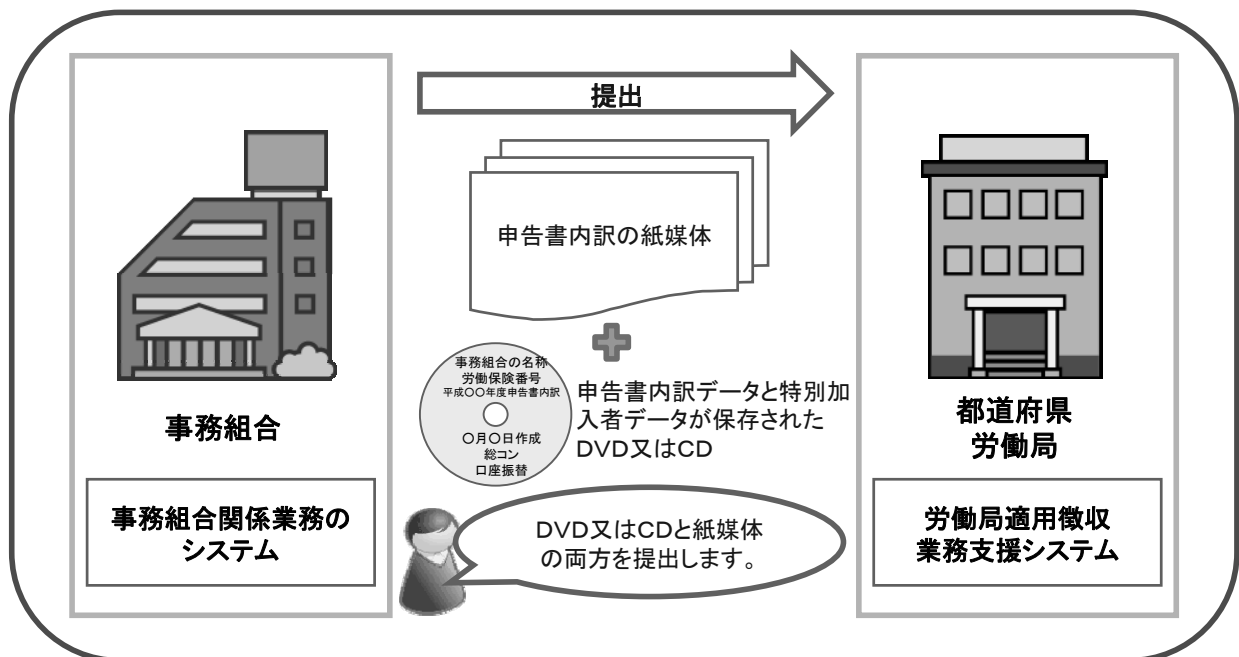 提出
申告書内訳の紙媒体
事務組合の名称
労働保険番号
平成〇〇年度申告書内訳
〇月〇日作成
総コン
口座振替
申告書内訳データと特別加
入者データが保存された
DVD又はCD
事務組合
事務組合関係業務の
システム
DVD又はCDと紙媒体
の両方を提出します。
都道府県
労働局
労働局適用徴収
業務支援システム